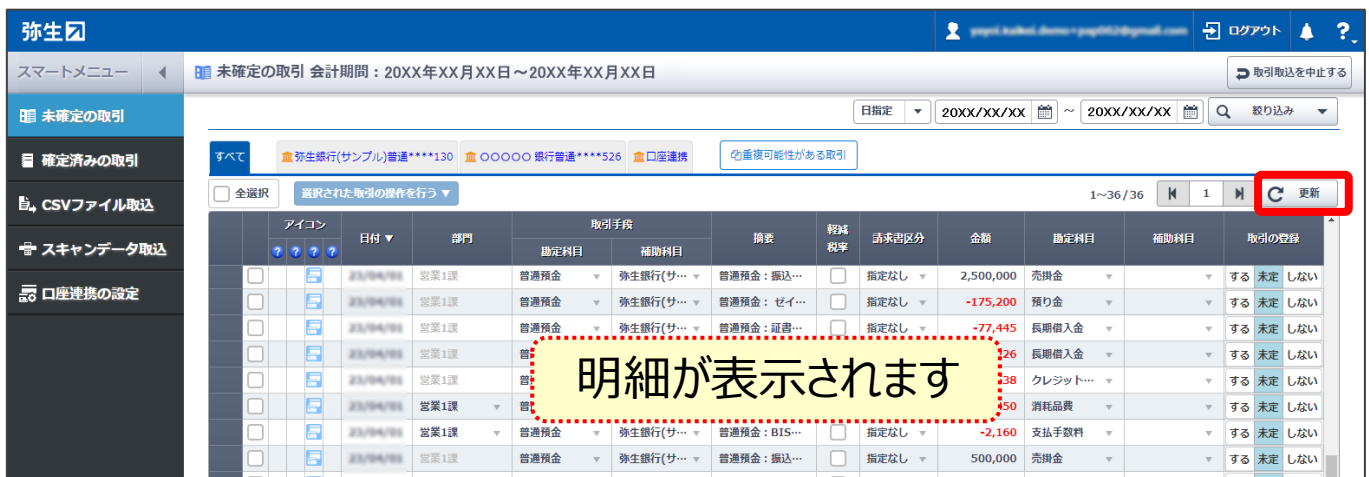 弥生
ログアウト
?
スマートメニュー
未確定の取引 会計期間：20XX年XX月XX日～20XX年XX月XX日
取引取込を中止する
未確定の取引
確定済みの取引
CSVファイル取込
スキャンデータ取込
口座連携の設定
日指定 20XX/XX/XX ～ 20XX/XX/XX 絞り込み
すべて 弥生銀行(サンプル)普通****130 〇〇〇〇〇 銀行普通****526 口座連携 重複可能性がある取引
全選択 選択された取引の操作を行う▼ 1～36/36 1 更新
アイコン 日付▼ 部門 取引手段 摘要 軽減税率 請求書区分 金額 勘定科目 補助科目 取引の登録
? ? ? ? 勘定科目 補助科目
営業1課 普通預金 弥生銀行(サ… 普通預金：振込… 指定なし 2,500,000 売掛金 する 未定 しない
営業1課 普通預金 弥生銀行(サ… 普通預金： ゼイ… 指定なし -175,200 預り金 する 未定 しない
営業1課 普通預金 弥生銀行(サ… 普通預金：証書… 指定なし -77,445 長期借入金 する 未定 しない
営業1課 普 26 長期借入金 する 未定 しない
営業1課 普 38 クレジット… する 未定 しない
営業1課 普 50 消耗品費 する 未定 しない
営業1課 普通預金 弥生銀行(サ… 普通預金：BIS… 指定なし -2,160 支払手数料 する 未定 しない
営業1課 普通預金 弥生銀行(サ… 普通預金：振込… 指定なし 500,000 売掛金 する 未定 しない
明細が表示されます